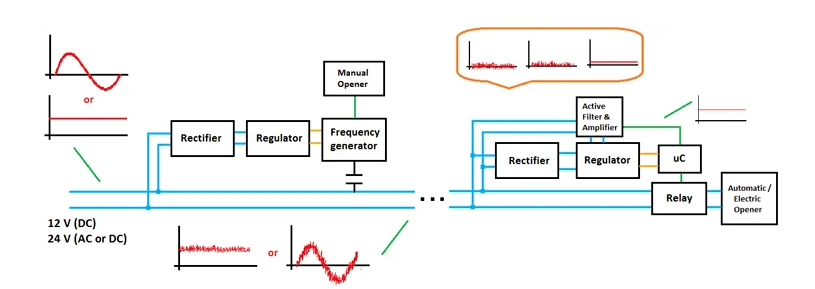 or
Manual
Opener
Rectifier
Regulator
Frequency
generator
12 V (DC)
24 V (AC or DC)
or
...
Active
Filter &
Amplifier
Rectifier
Regulator
uC
Relay
Automatic /
Electric
Opener